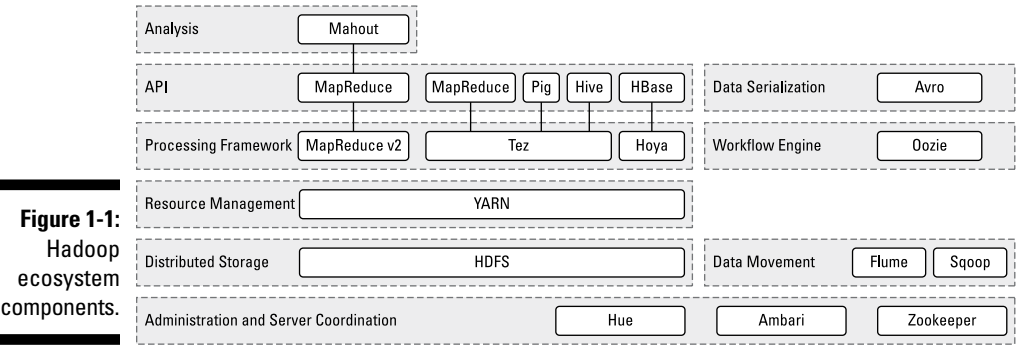 Analysis Mahout
API MapReduce MapReduce Pig Hive HBase Data Serialization Avro
Processing Framework MapReduce v2 Tez Hoya Workflow Engine Oozie
Resource Management YARN
Distributed Storage HDFS Data Movement Flume Sqoop
Administration and Server Coordination Hue Ambari Zookeeper
Figure 1-1:
Hadoop
ecosystem
components.